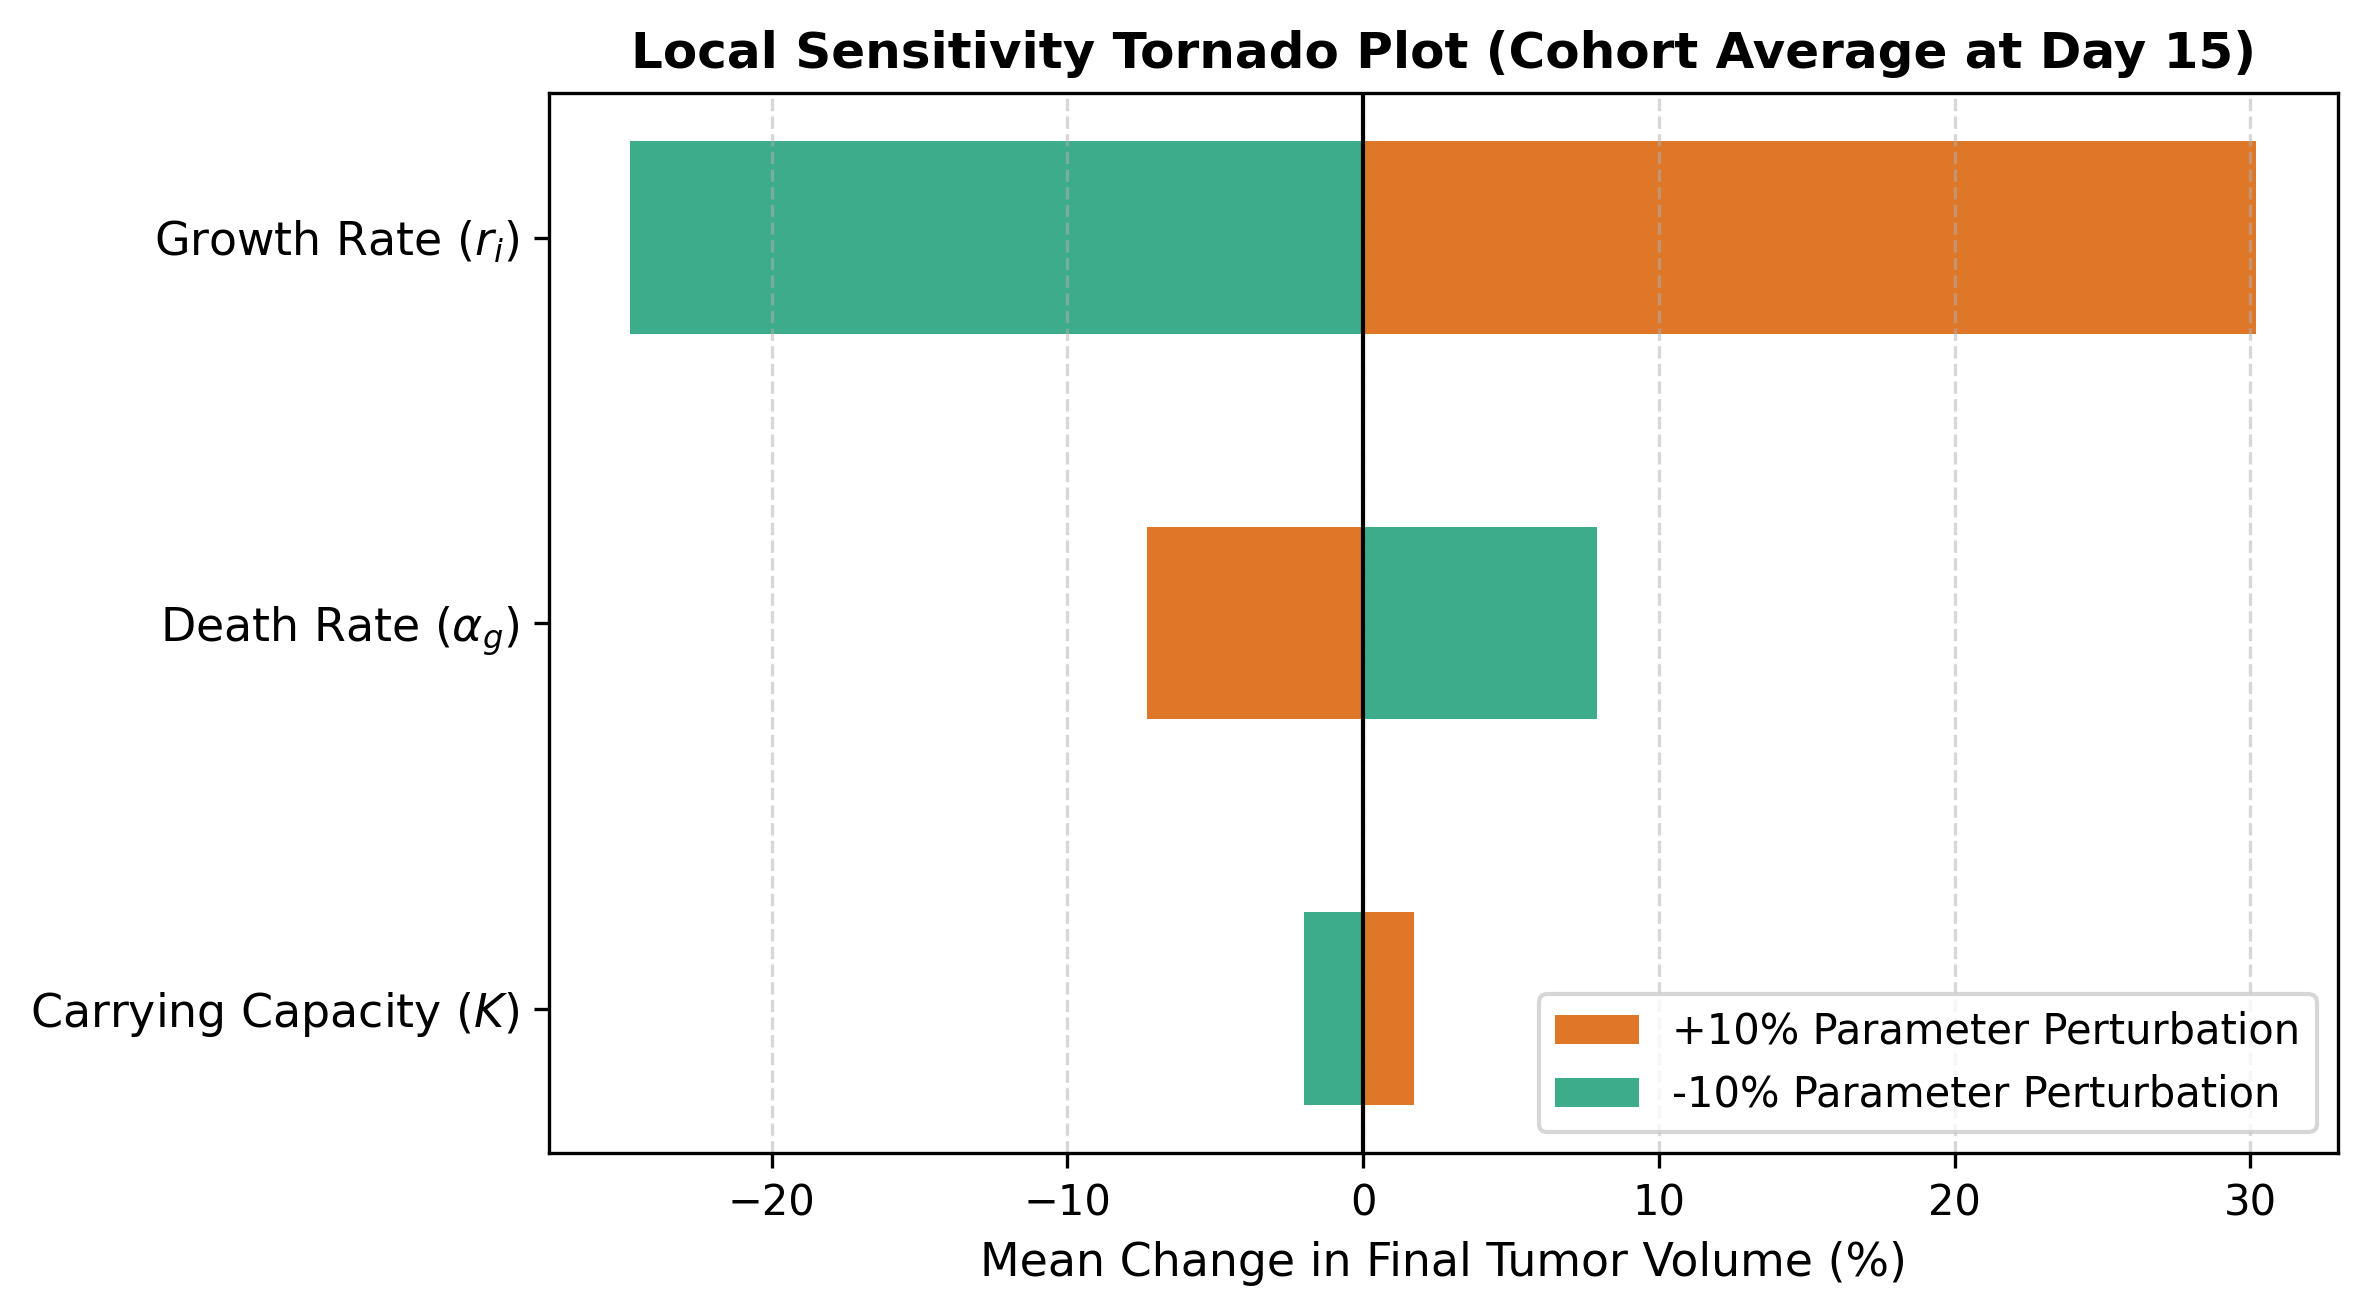 Local Sensitivity Tornado Plot (Cohort Average at Day 15)
Growth Rate (rᵢ)
Death Rate (α_g)
Carrying Capacity (K)
+10% Parameter Perturbation
-10% Parameter Perturbation
−20 −10 0 10 20 30
Mean Change in Final Tumor Volume (%)